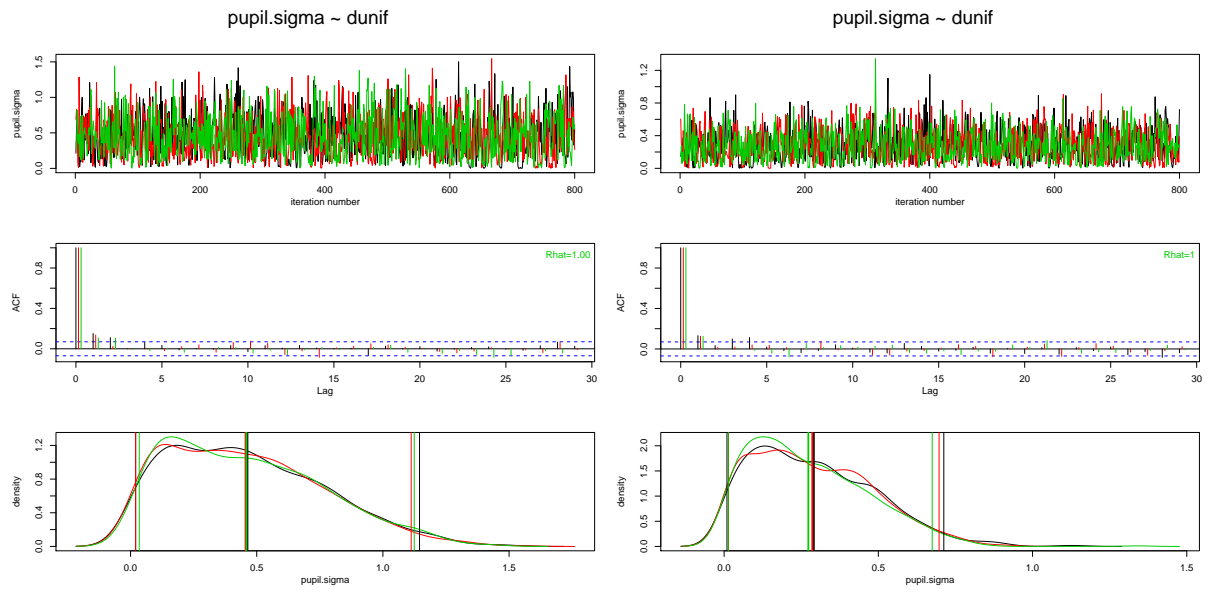 pupil.sigma ~ dunif
pupil.sigma
0.0 0.5 1.0 1.5
0 200 400 600 800
iteration number
ACF
0.0 0.4 0.8
Rhat=1.00
0 5 10 15 20 25 30
Lag
density
0.0 0.4 0.8 1.2
0.0 0.5 1.0 1.5
pupil.sigma
pupil.sigma ~ dunif
pupil.sigma
0.0 0.4 0.8 1.2
0 200 400 600 800
iteration number
ACF
0.0 0.4 0.8
Rhat=1
0 5 10 15 20 25 30
Lag
density
0.0 0.5 1.0 1.5 2.0
0.0 0.5 1.0 1.5
pupil.sigma